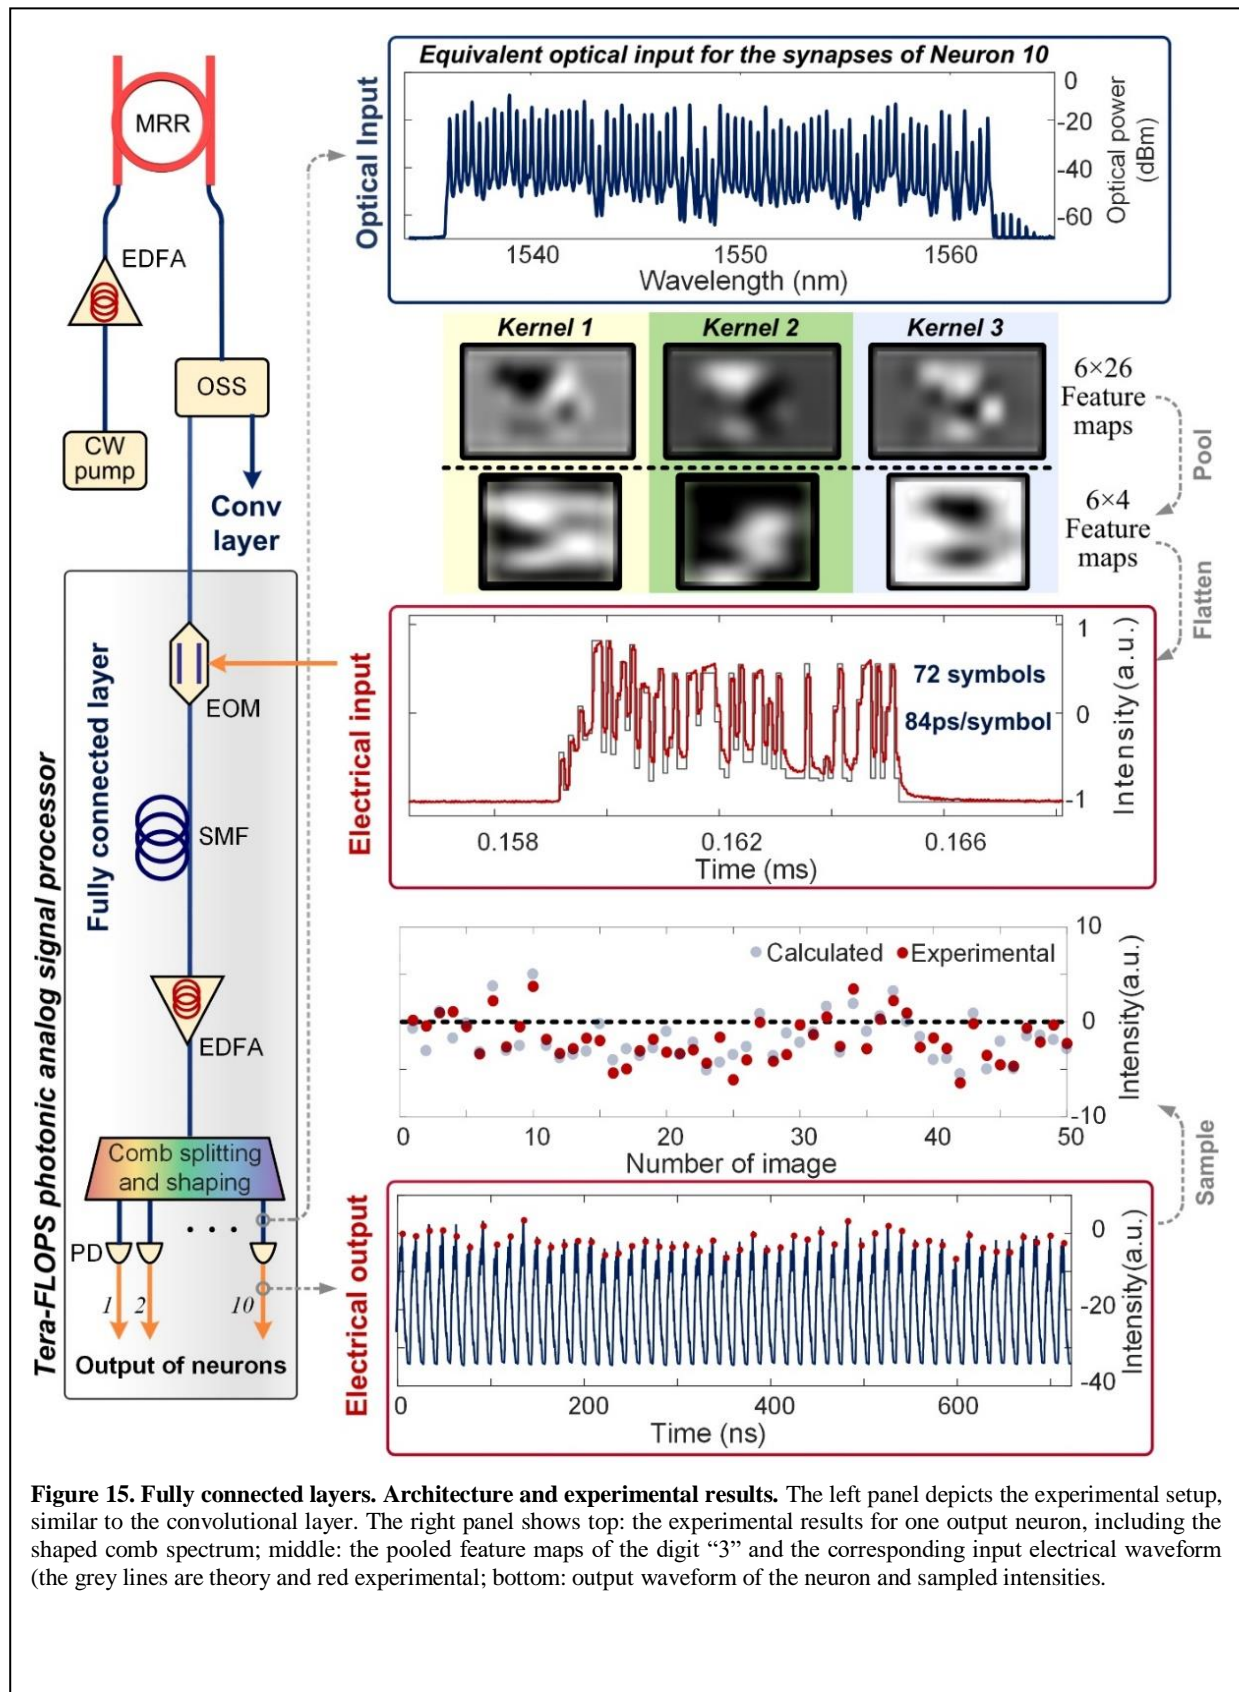 MRR
EDFA
OSS
CW
pump
Conv
layer
Tera-FLOPS photonic analog signal processor
Fully connected layer
EOM
SMF
EDFA
Comb splitting
and shaping
PD
1 2 10
Output of neurons
Optical Input
Equivalent optical input for the synapses of Neuron 10
0
-20
-40
-60
Optical power
(dBm)
1540 1550 1560
Wavelength (nm)
Kernel 1 Kernel 2 Kernel 3
6×26
Feature
maps
6×4
Feature
maps
Pool
Flatten
Electrical input
72 symbols
84ps/symbol
1
0
-1
Intensity(a.u.)
0.158 0.162 0.166
Time (ms)
Calculated Experimental
10
0
-10
Intensity(a.u.)
0 10 20 30 40 50
Number of image
Sample
Electrical output
0
-20
-40
Intensity(a.u.)
0 200 400 600
Time (ns)
Figure 15. Fully connected layers. Architecture and experimental results. The left panel depicts the experimental setup,
similar to the convolutional layer. The right panel shows top: the experimental results for one output neuron, including the
shaped comb spectrum; middle: the pooled feature maps of the digit “3” and the corresponding input electrical waveform
(the grey lines are theory and red experimental; bottom: output waveform of the neuron and sampled intensities.